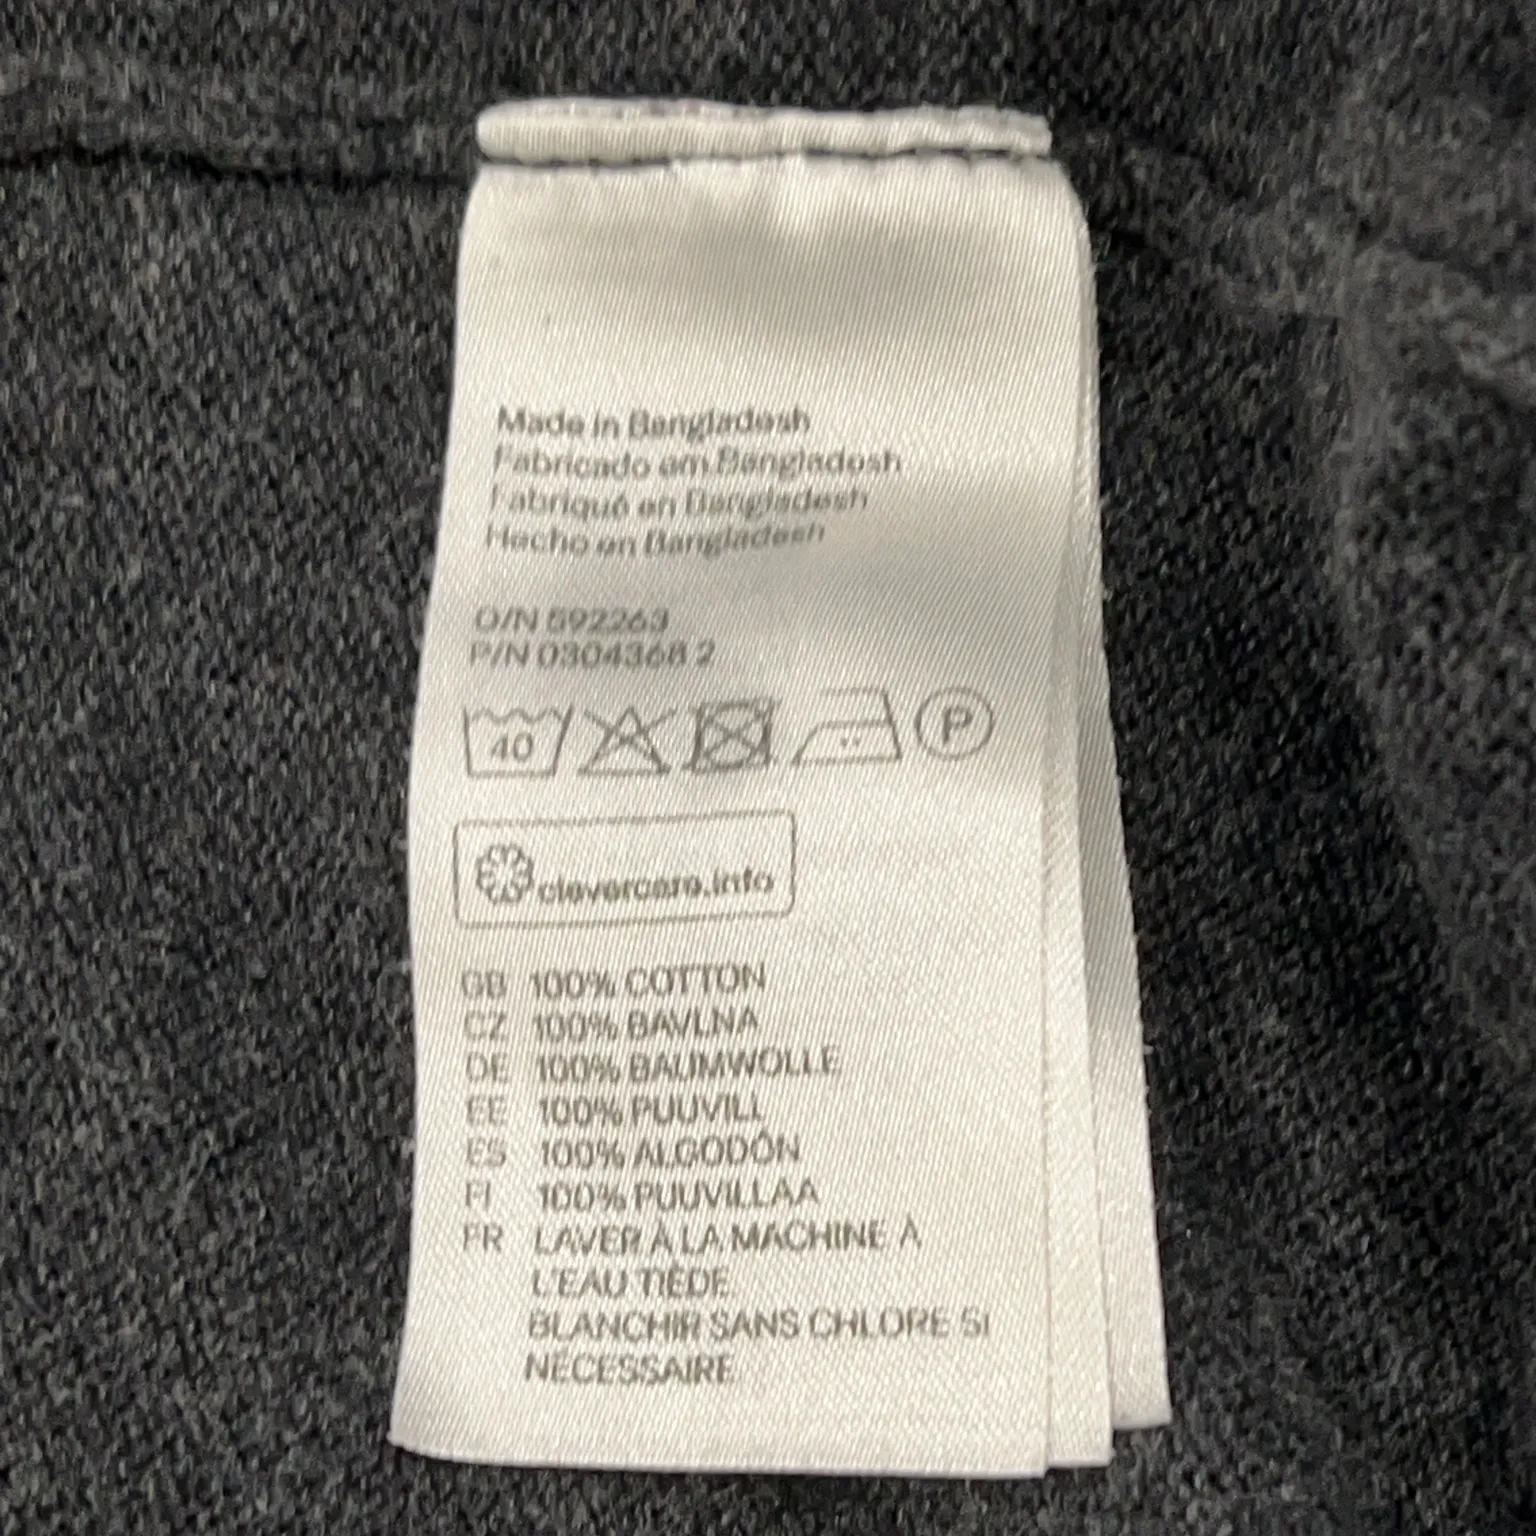 Made in Bangladesh
Fabricado em Bangladesh
Fabriqué en Bangladesh
Hecho en Bangladesh
O/N 592263
P/N 0304368 2
40
P
clevercare.info
GB 100% COTTON
CZ 100% BAVLNA
DE 100% BAUMWOLLE
EE 100% PUUVILL
ES 100% ALGODÓN
FI 100% PUUVILLAA
FR LAVER À LA MACHINE À
L'EAU TIÈDE.
BLANCHIR SANS CHLORE SI
NÉCESSAIRE.